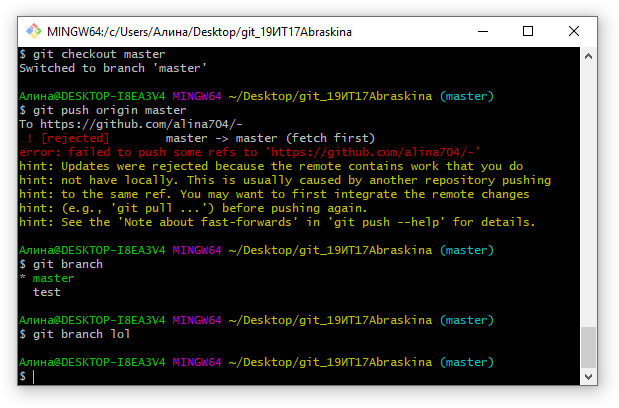 MINGW64:/c/Users/Алина/Desktop/git_19ИТ17Abraskina
$ git checkout master
Switched to branch 'master'
Алина@DESKTOP-I8EA3V4 MINGW64 ~/Desktop/git_19ИТ17Abraskina (master)
$ git push origin master
To https://github.com/alina704/-
 ! [rejected]        master -> master (fetch first)
error: failed to push some refs to 'https://github.com/alina704/-'
hint: Updates were rejected because the remote contains work that you do
hint: not have locally. This is usually caused by another repository pushing
hint: to the same ref. You may want to first integrate the remote changes
hint: (e.g., 'git pull ...') before pushing again.
hint: See the 'Note about fast-forwards' in 'git push --help' for details.
Алина@DESKTOP-I8EA3V4 MINGW64 ~/Desktop/git_19ИТ17Abraskina (master)
$ git branch
* master
  test
Алина@DESKTOP-I8EA3V4 MINGW64 ~/Desktop/git_19ИТ17Abraskina (master)
$ git branch lol
Алина@DESKTOP-I8EA3V4 MINGW64 ~/Desktop/git_19ИТ17Abraskina (master)
$